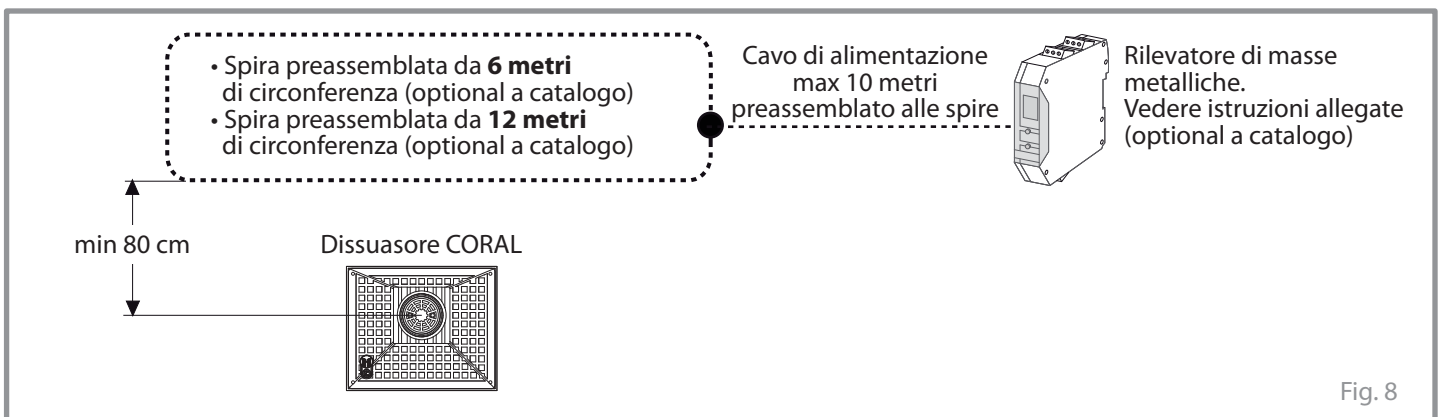 • Spira preassemblata da 6 metri
di circonferenza (optional a catalogo)
• Spira preassemblata da 12 metri
di circonferenza (optional a catalogo)
Cavo di alimentazione
max 10 metri
preassemblato alle spire
Rilevatore di masse
metalliche.
Vedere istruzioni allegate
(optional a catalogo)
min 80 cm
Dissuasore CORAL
Fig. 8